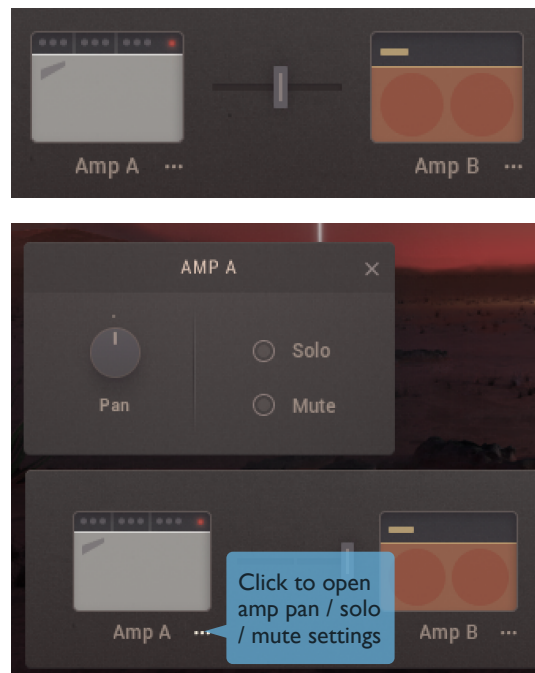 Amp A ...
Amp B ...
AMP A
Pan
Solo
Mute
Click to open
amp pan / solo
/ mute settings
Amp A ...
Amp B ...